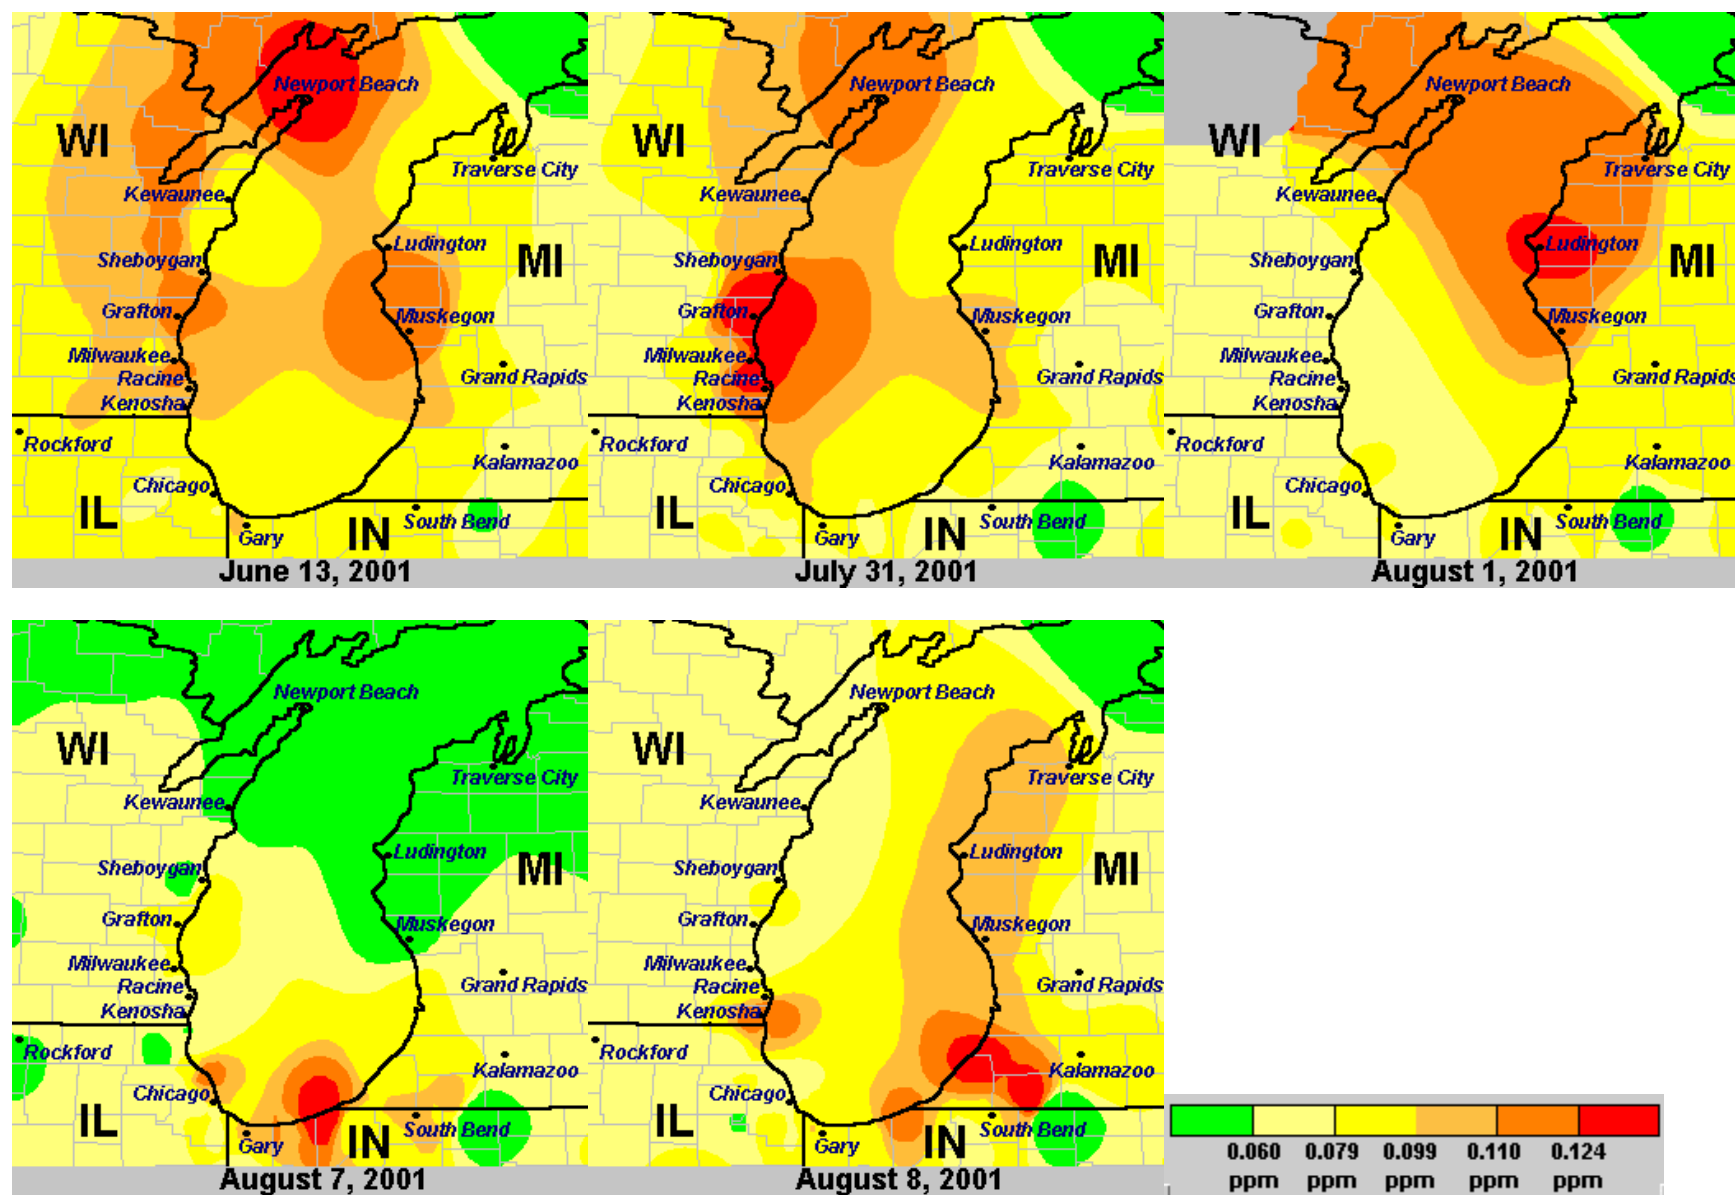 Newport Beach
WI
Traverse City
Kewaunee
Ludington
Sheboygan
MI
Grafton
Muskegon
Milwaukee
Racine
Grand Rapids
Kenosha
Rockford
Kalamazoo
Chicago
IL
South Bend
Gary
IN
June 13, 2001
Newport Beach
WI
Traverse City
Kewaunee
Ludington
Sheboygan
MI
Grafton
Muskegon
Milwaukee
Racine
Grand Rapids
Kenosha
Rockford
Kalamazoo
Chicago
IL
South Bend
Gary
IN
July 31, 2001
Newport Beach
WI
Traverse City
Kewaunee
Ludington
Sheboygan
MI
Grafton
Muskegon
Milwaukee
Racine
Grand Rapids
Kenosha
Rockford
Kalamazoo
Chicago
IL
South Bend
Gary
IN
August 1, 2001
Newport Beach
WI
Traverse City
Kewaunee
Ludington
Sheboygan
MI
Grafton
Muskegon
Milwaukee
Racine
Grand Rapids
Kenosha
Rockford
Kalamazoo
Chicago
IL
South Bend
Gary
IN
August 7, 2001
Newport Beach
WI
Traverse City
Kewaunee
Ludington
Sheboygan
MI
Grafton
Muskegon
Milwaukee
Racine
Grand Rapids
Kenosha
Rockford
Kalamazoo
Chicago
IL
South Bend
Gary
IN
August 8, 2001
0.060 0.079 0.099 0.110 0.124
ppm ppm ppm ppm ppm